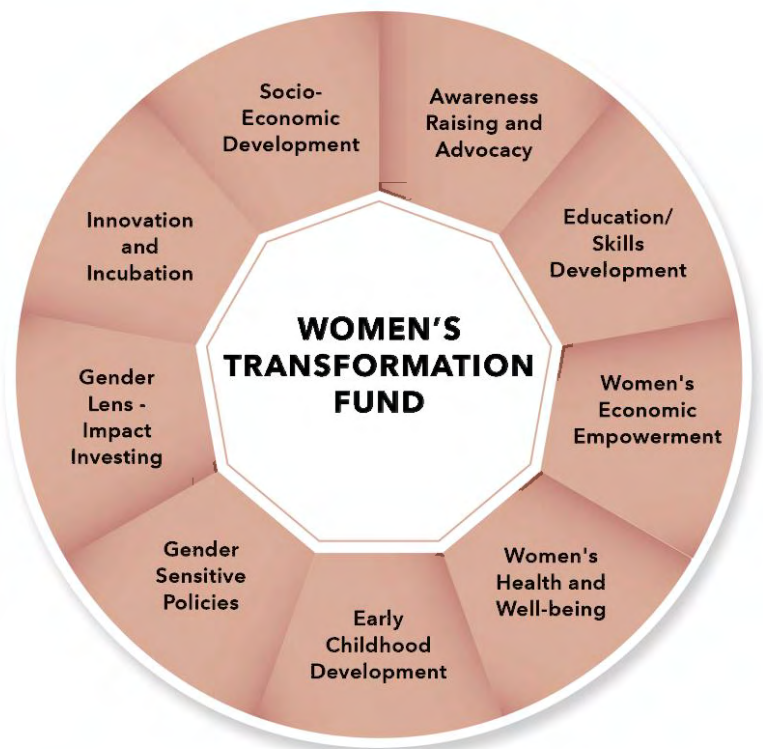 WOMEN'S
TRANSFORMATION
FUND
Awareness
Raising and
Advocacy
Education/
Skills
Development
Women's
Economic
Empowerment
Women's
Health and
Well-being
Early
Childhood
Development
Gender
Sensitive
Policies
Gender
Lens -
Impact
Investing
Innovation
and
Incubation
Socio-
Economic
Development